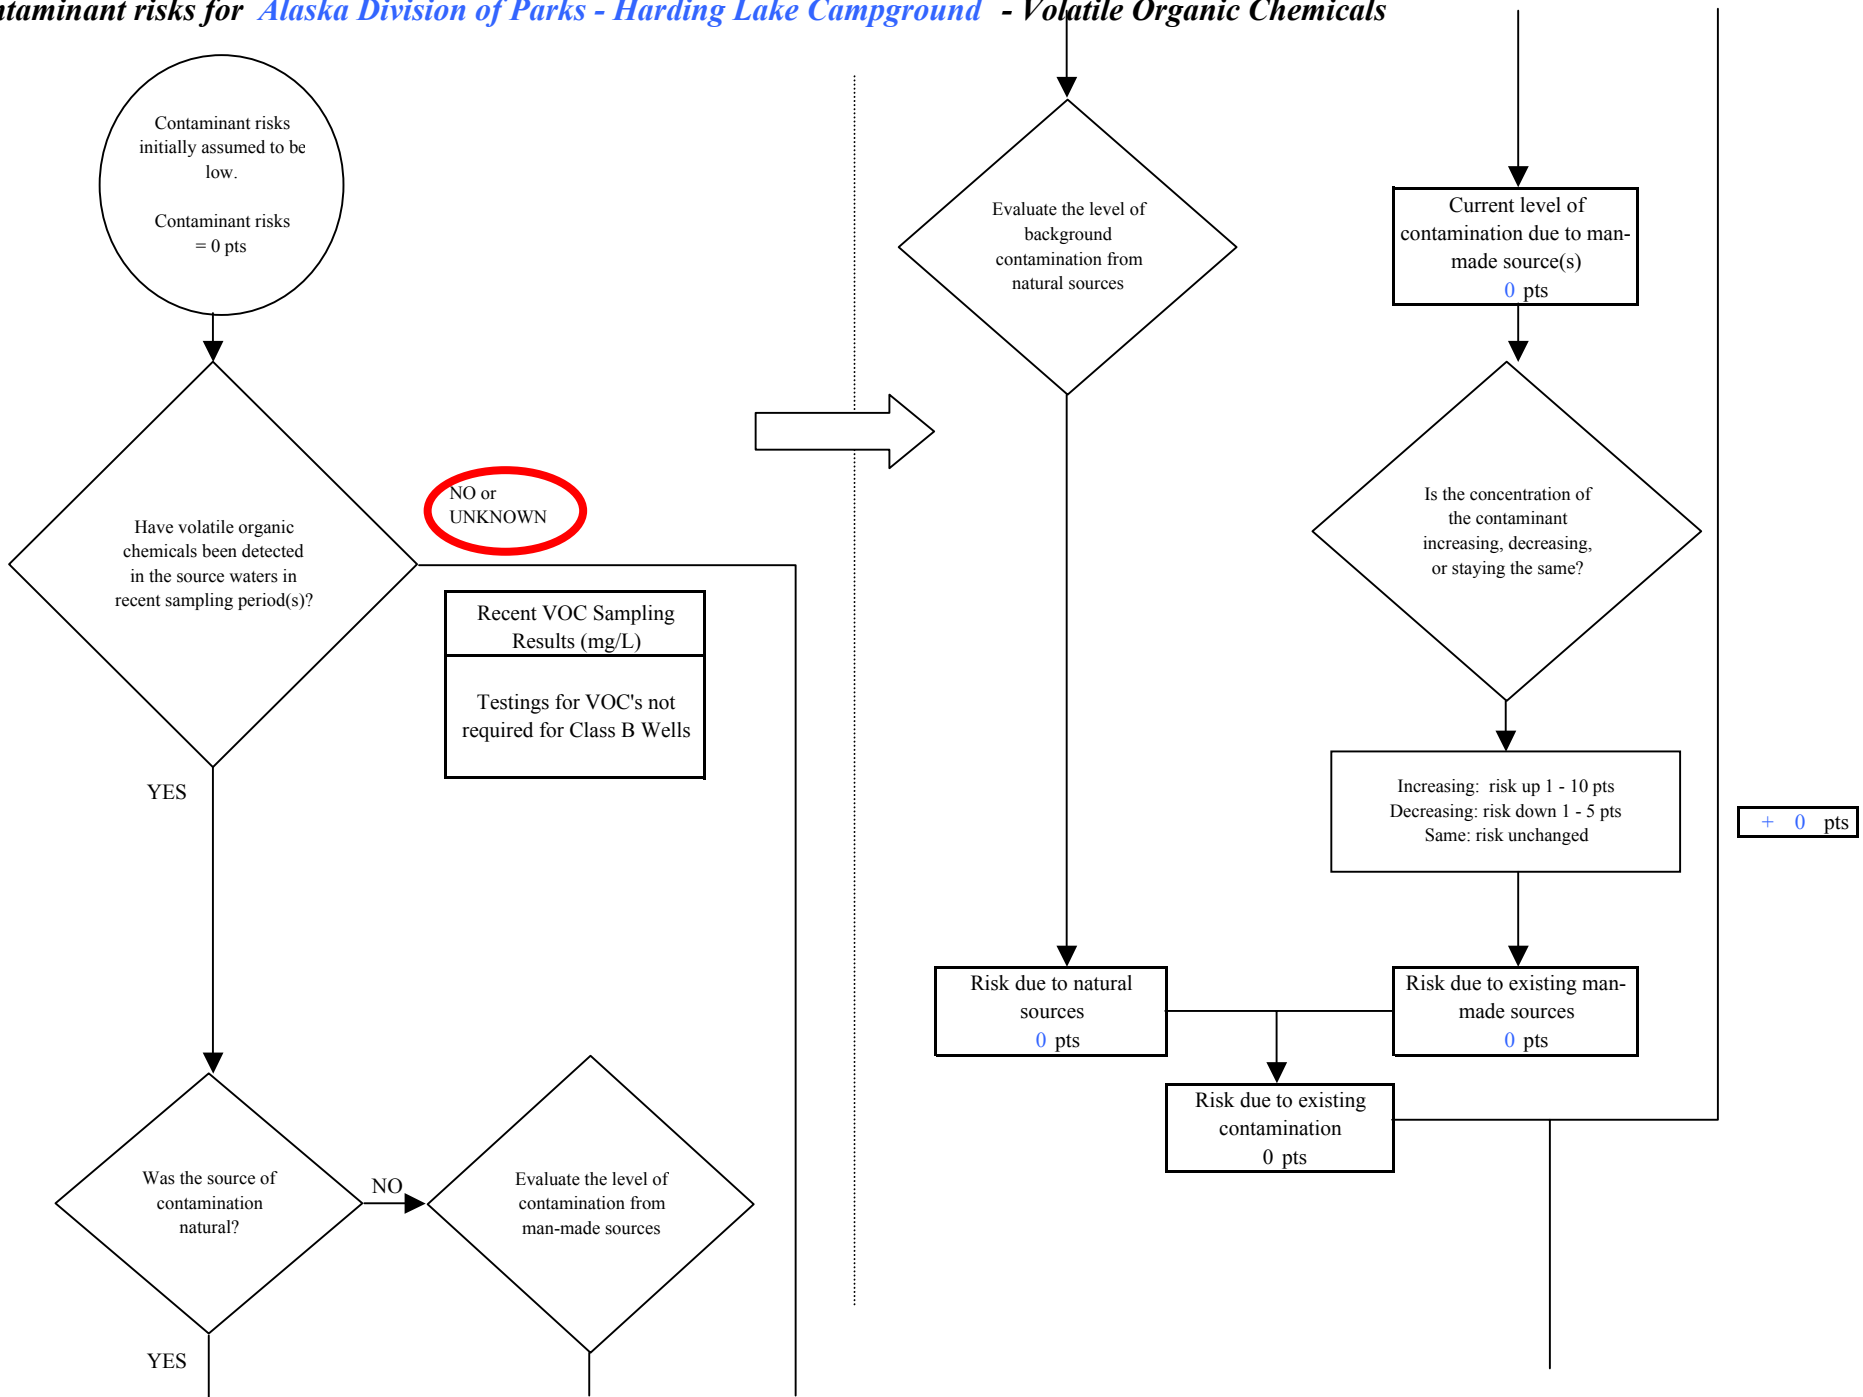 ntaminant risks for Alaska Division of Parks - Harding Lake Campground - Volatile Organic Chemicals
Contaminant risks
initially assumed to be
low.
Contaminant risks
= 0 pts
Have volatile organic
chemicals been detected
in the source waters in
recent sampling period(s)?
NO or
UNKNOWN
Recent VOC Sampling
Results (mg/L)
Testings for VOC's not
required for Class B Wells
YES
Was the source of
contamination
natural?
NO
Evaluate the level of
contamination from
man-made sources
YES
Evaluate the level of
background
contamination from
natural sources
Current level of
contamination due to man-
made source(s)
0 pts
Is the concentration of
the contaminant
increasing, decreasing,
or staying the same?
Increasing: risk up 1 - 10 pts
Decreasing: risk down 1 - 5 pts
Same: risk unchanged
+ 0 pts
Risk due to natural
sources
0 pts
Risk due to existing man-
made sources
0 pts
Risk due to existing
contamination
0 pts